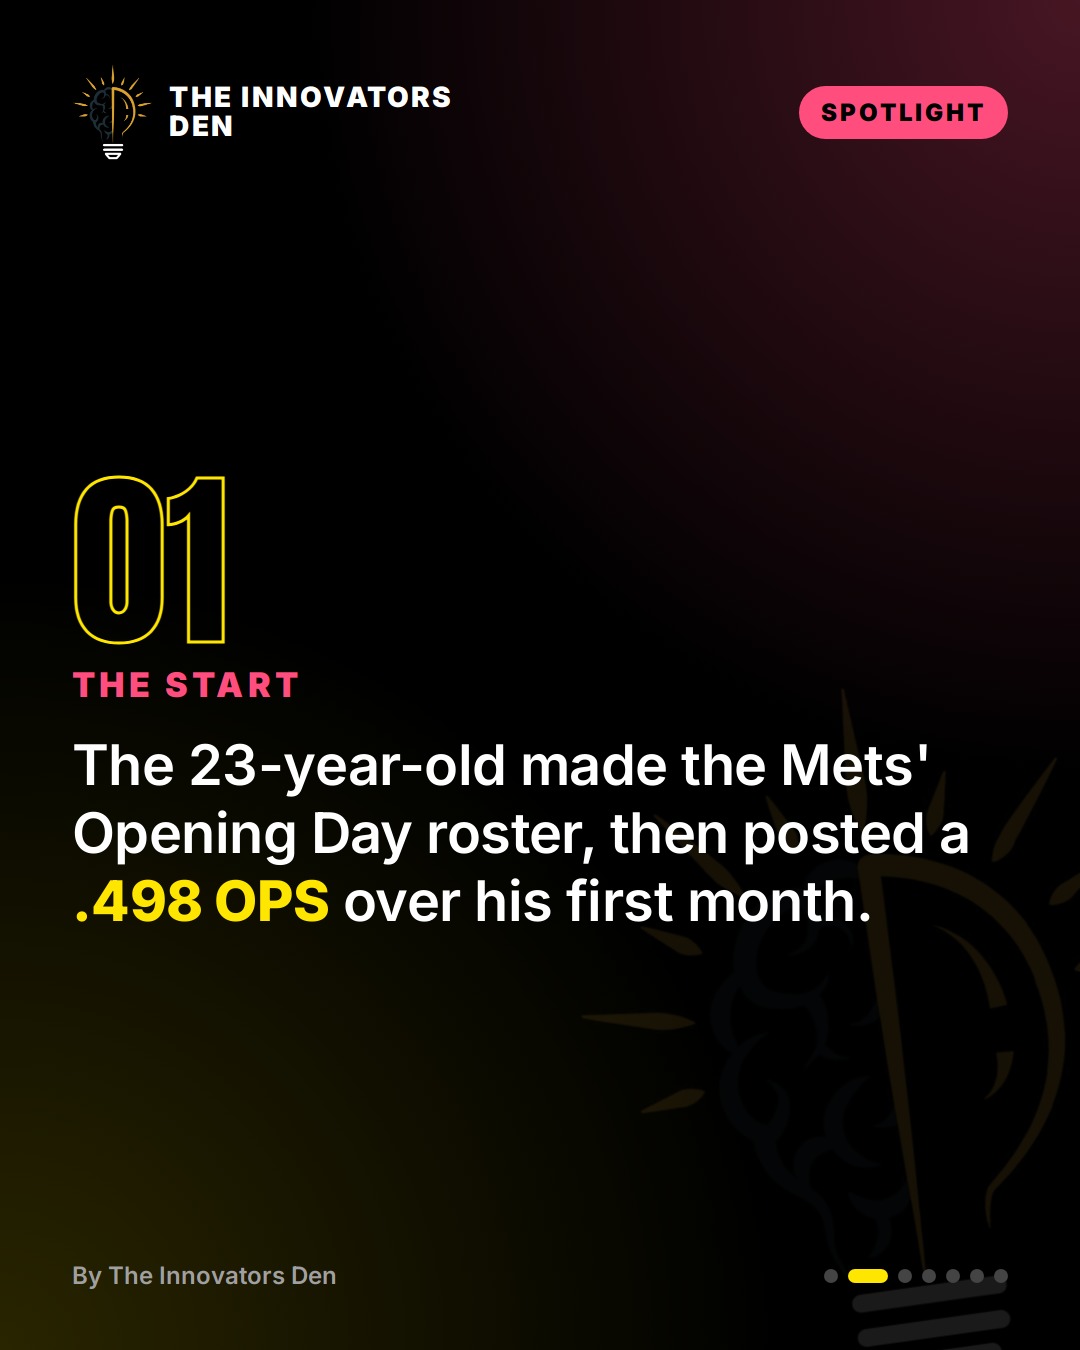 THE INNOVATORS
DEN
SPOTLIGHT
01
THE START
The 23-year-old made the Mets'
Opening Day roster, then posted a
.498 OPS over his first month.
By The Innovators Den